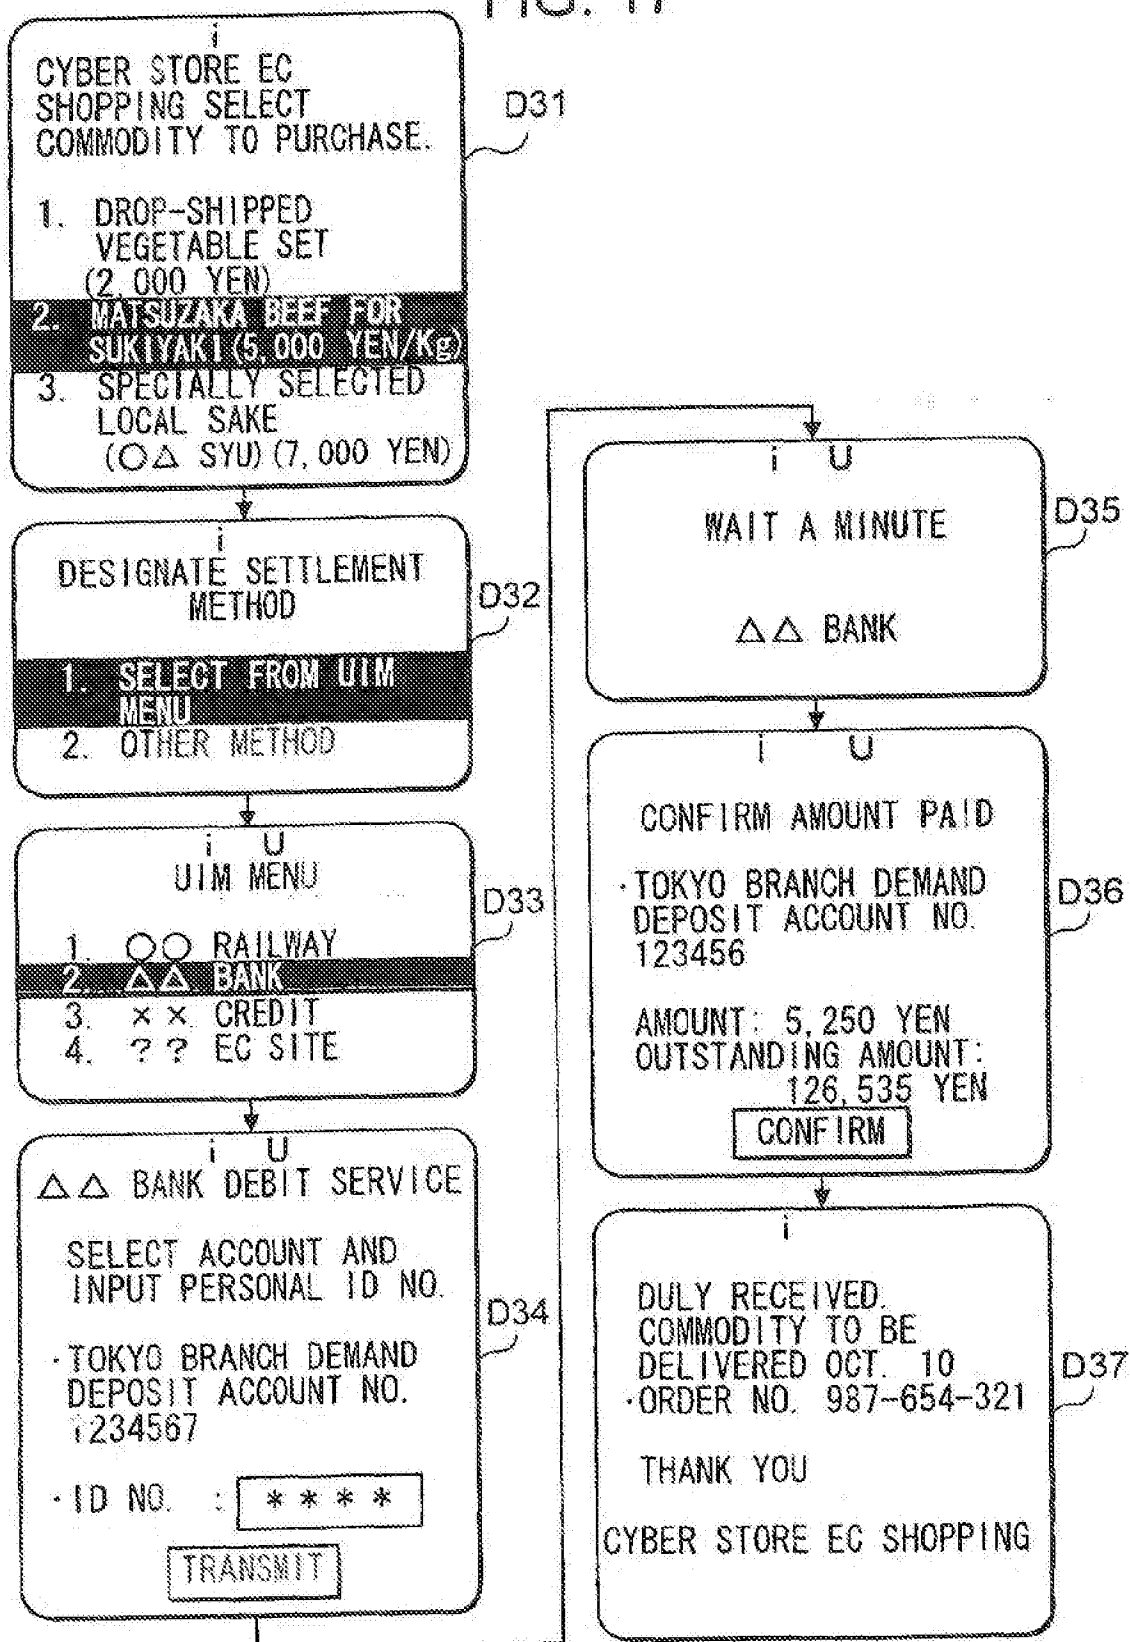 FIG. 17
i
CYBER STORE EC
SHOPPING SELECT
COMMODITY TO PURCHASE.
1. DROP-SHIPPED
VEGETABLE SET
(2,000 YEN)
2. MATSUZAKA BEEF FOR
SUKIYAKI(5,000 YEN/Kg)
3. SPECIALLY SELECTED
LOCAL SAKE
(○△ SYU)(7,000 YEN)
D31
i
DESIGNATE SETTLEMENT
METHOD
1. SELECT FROM UIM
MENU
2. OTHER METHOD
D32
i U
UIM MENU
1. ○○ RAILWAY
2. △△ BANK
3. ×× CREDIT
4. ?? EC SITE
D33
i U
△△ BANK DEBIT SERVICE
SELECT ACCOUNT AND
INPUT PERSONAL ID NO.
·TOKYO BRANCH DEMAND
DEPOSIT ACCOUNT NO.
1234567
·ID NO. : ****
TRANSMIT
D34
i U
WAIT A MINUTE
△△ BANK
D35
i U
CONFIRM AMOUNT PAID
·TOKYO BRANCH DEMAND
DEPOSIT ACCOUNT NO.
123456
AMOUNT: 5,250 YEN
OUTSTANDING AMOUNT:
126,535 YEN
CONFIRM
D36
i
DULY RECEIVED.
COMMODITY TO BE
DELIVERED OCT. 10
·ORDER NO. 987-654-321
THANK YOU
CYBER STORE EC SHOPPING
D37